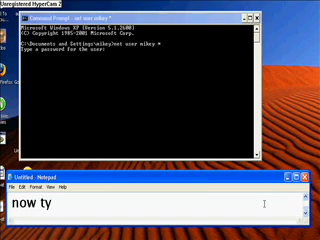 Unregistered HyperCam 2
Command Prompt - net user mikey *
Microsoft Windows XP [Version 5.1.2600]
(C) Copyright 1985-2001 Microsoft Corp.
C:\Documents and Settings\mikey>net user mikey *
Type a password for the user:
Untitled - Notepad
File Edit Format View Help
now ty